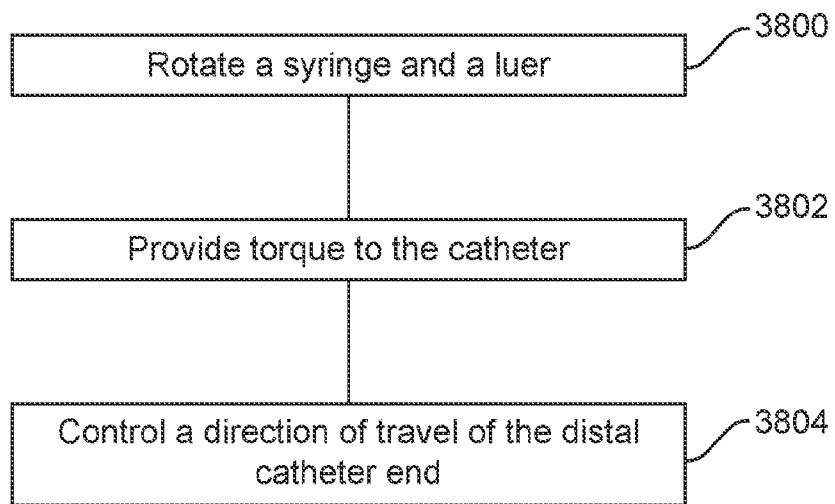 3800
Rotate a syringe and a luer
3802
Provide torque to the catheter
3804
Control a direction of travel of the distal
catheter end